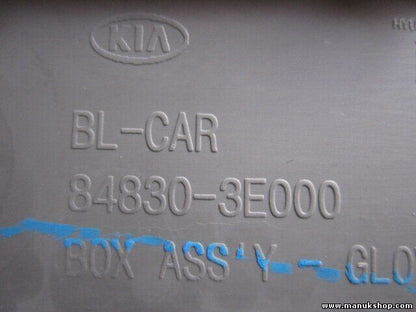 KIA
BL-CAR
84830-3E000
BOX ASS'Y - GLO
www.manukshop.com